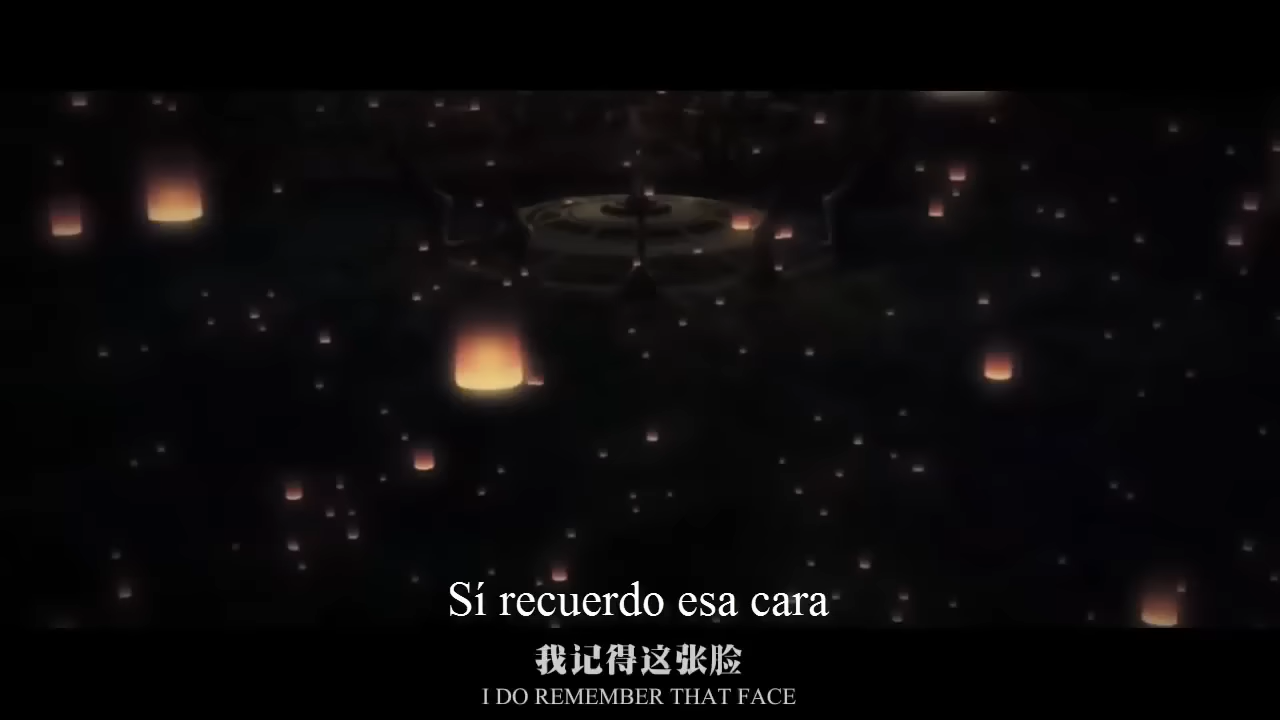 Sí recuerdo esa cara
我记得这张脸
I DO REMEMBER THAT FACE